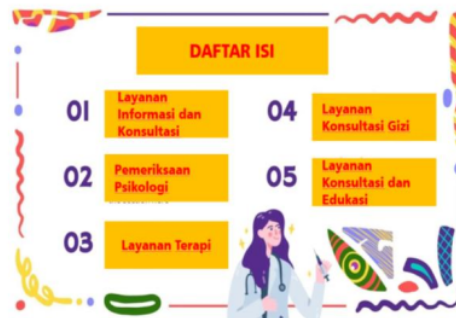 DAFTAR ISI
01
Layanan
Informasi dan
Konsultasi
02
Pemeriksaan
Psikologi
03
Layanan Terapi
04
Layanan
Konsultasi Gizi
05
Layanan
Konsultasi dan
Edukasi